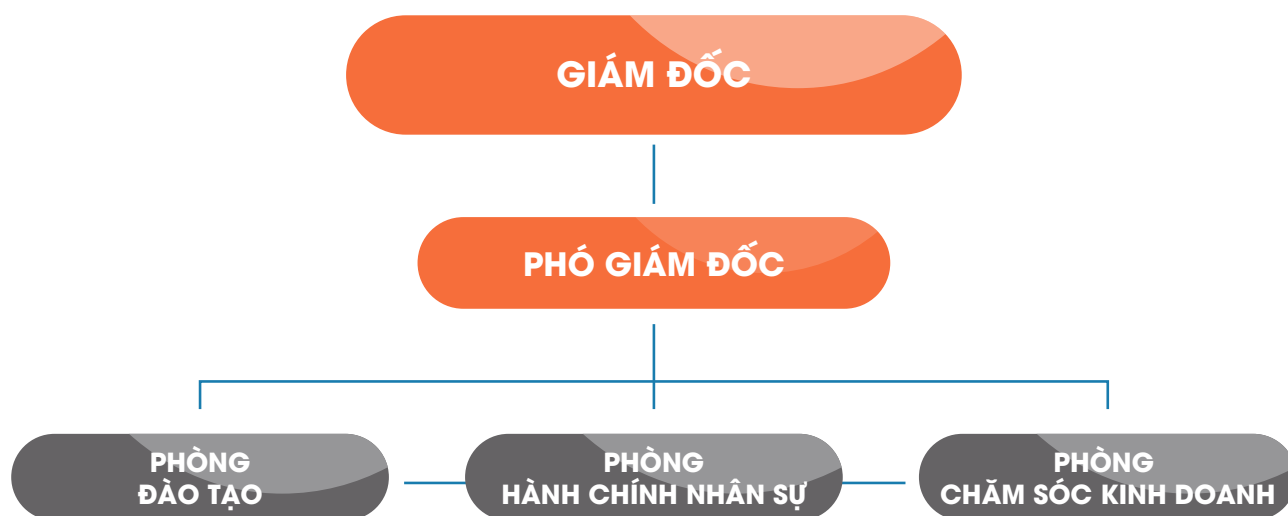 GIÁM ĐỐC
PHÓ GIÁM ĐỐC
PHÒNG
ĐÀO TẠO
PHÒNG
HÀNH CHÍNH NHÂN SỰ
PHÒNG
CHĂM SÓC KINH DOANH